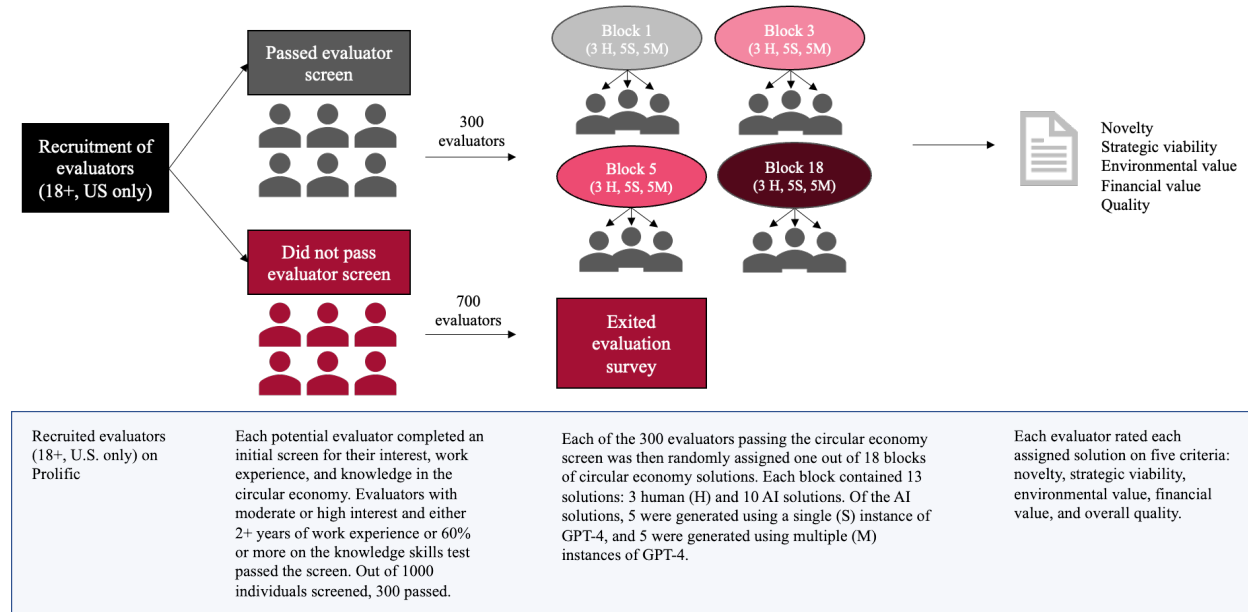 Recruitment of
evaluators
(18+, US only)
Passed evaluator
screen
Did not pass
evaluator screen
300
evaluators
700
evaluators
Block 1
(3 H, 5S, 5M)
Block 3
(3 H, 5S, 5M)
Block 5
(3 H, 5S, 5M)
Block 18
(3 H, 5S, 5M)
Exited
evaluation
survey
Novelty
Strategic viability
Environmental value
Financial value
Quality
Recruited evaluators
(18+, U.S. only) on
Prolific
Each potential evaluator completed an
initial screen for their interest, work
experience, and knowledge in the
circular economy. Evaluators with
moderate or high interest and either
2+ years of work experience or 60%
or more on the knowledge skills test
passed the screen. Out of 1000
individuals screened, 300 passed.
Each of the 300 evaluators passing the circular economy
screen was then randomly assigned one out of 18 blocks
of circular economy solutions. Each block contained 13
solutions: 3 human (H) and 10 AI solutions. Of the AI
solutions, 5 were generated using a single (S) instance of
GPT-4, and 5 were generated using multiple (M)
instances of GPT-4.
Each evaluator rated each
assigned solution on five criteria:
novelty, strategic viability,
environmental value, financial
value, and overall quality.